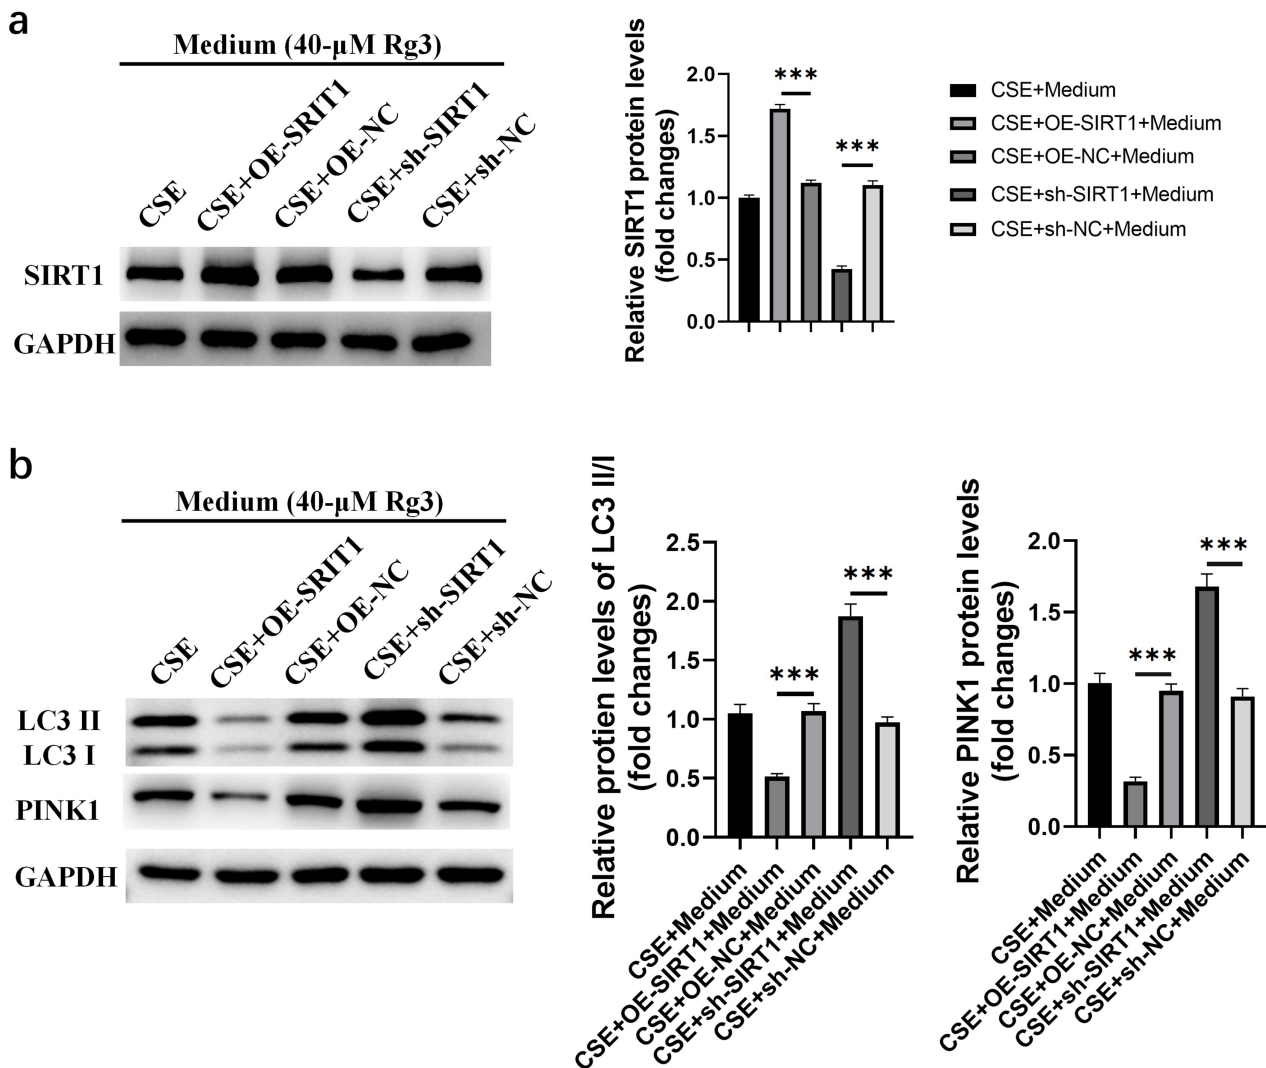 a
Medium (40-μM Rg3)
CSE
CSE+OE-SRIT1
CSE+OE-NC
CSE+sh-SIRT1
CSE+sh-NC
SIRT1
GAPDH
Relative SIRT1 protein levels
(fold changes)
2.0
1.5
1.0
0.5
0.0
***
***
CSE+Medium
CSE+OE-SIRT1+Medium
CSE+OE-NC+Medium
CSE+sh-SIRT1+Medium
CSE+sh-NC+Medium
b
Medium (40-μM Rg3)
CSE
CSE+OE-SRIT1
CSE+OE-NC
CSE+sh-SIRT1
CSE+sh-NC
LC3 II
LC3 I
PINK1
GAPDH
Relative protien levels of LC3 II/I
(fold changes)
2.5
2.0
1.5
1.0
0.5
0.0
***
***
CSE+Medium
CSE+OE-SIRT1+Medium
CSE+OE-NC+Medium
CSE+sh-SIRT1+Medium
CSE+sh-NC+Medium
Relative PINK1 protein levels
(fold changes)
2.0
1.5
1.0
0.5
0.0
***
***
CSE+Medium
CSE+OE-SIRT1+Medium
CSE+OE-NC+Medium
CSE+sh-SIRT1+Medium
CSE+sh-NC+Medium